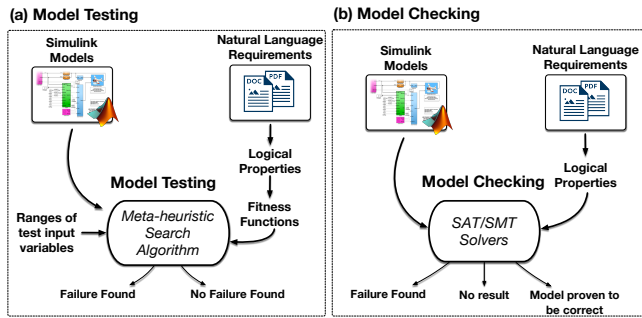 (a) Model Testing
Simulink
Models
Natural Language
Requirements
DOC
PDF
Logical
Properties
Fitness
Functions
Model Testing
Ranges of
test input
variables
Meta-heuristic
Search
Algorithm
Failure Found
No Failure Found
(b) Model Checking
Simulink
Models
Natural Language
Requirements
DOC
PDF
Logical
Properties
Model Checking
SAT/SMT
Solvers
Failure Found
No result
Model proven to
be correct